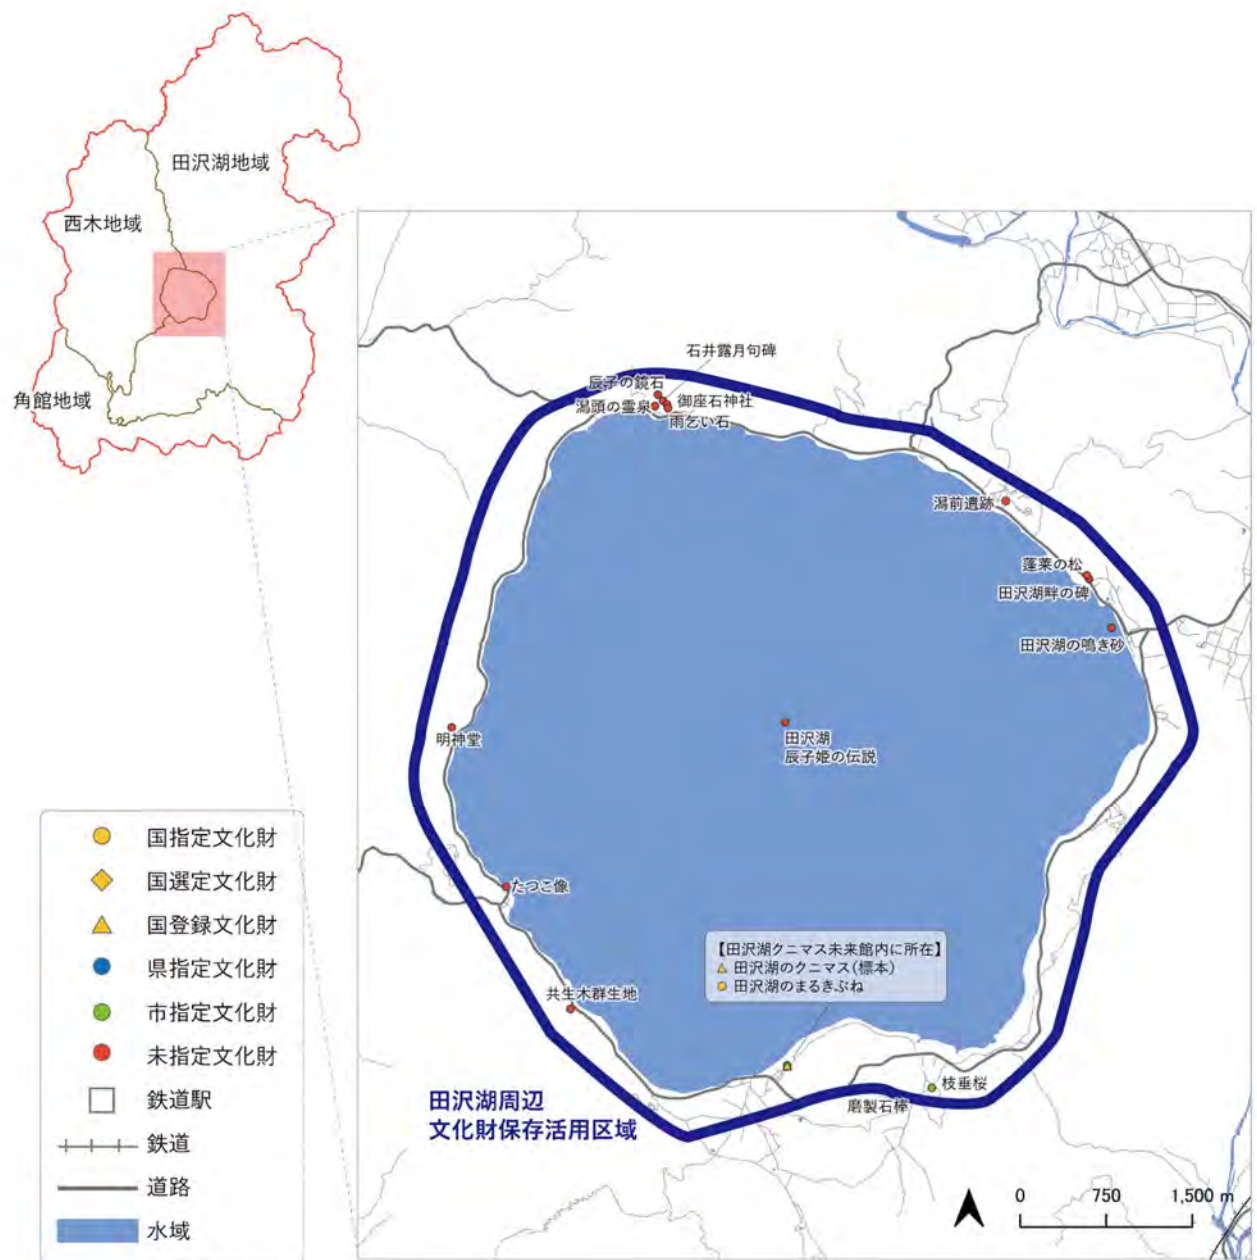 田沢湖地域
西木地域
角館地域
石井露月句碑
辰子の鏡石
潟頭の霊泉
御座石神社
雨乞い石
潟前遺跡
蓬莱の松
田沢湖畔の碑
田沢湖の鳴き砂
明神堂
田沢湖
辰子姫の伝説
たつこ像
【田沢湖クニマス未来館内に所在】
田沢湖のクニマス(標本)
田沢湖のまるきぶね
共生木群生地
枝垂桜
磨製石棒
田沢湖周辺
文化財保存活用区域
国指定文化財
国選定文化財
国登録文化財
県指定文化財
市指定文化財
未指定文化財
鉄道駅
鉄道
道路
水域
0 750 1,500 m